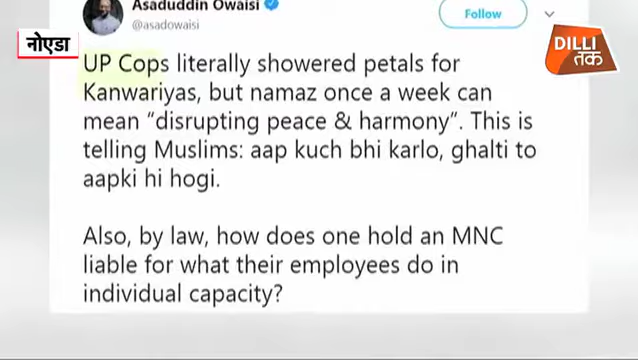 Asaduddin Owaisi
@asadowaisi
Follow
नोएडा
DILLI
तक
UP Cops literally showered petals for
Kanwariyas, but namaz once a week can
mean “disrupting peace & harmony”. This is
telling Muslims: aap kuch bhi karlo, ghalti to
aapki hi hogi.
Also, by law, how does one hold an MNC
liable for what their employees do in
individual capacity?